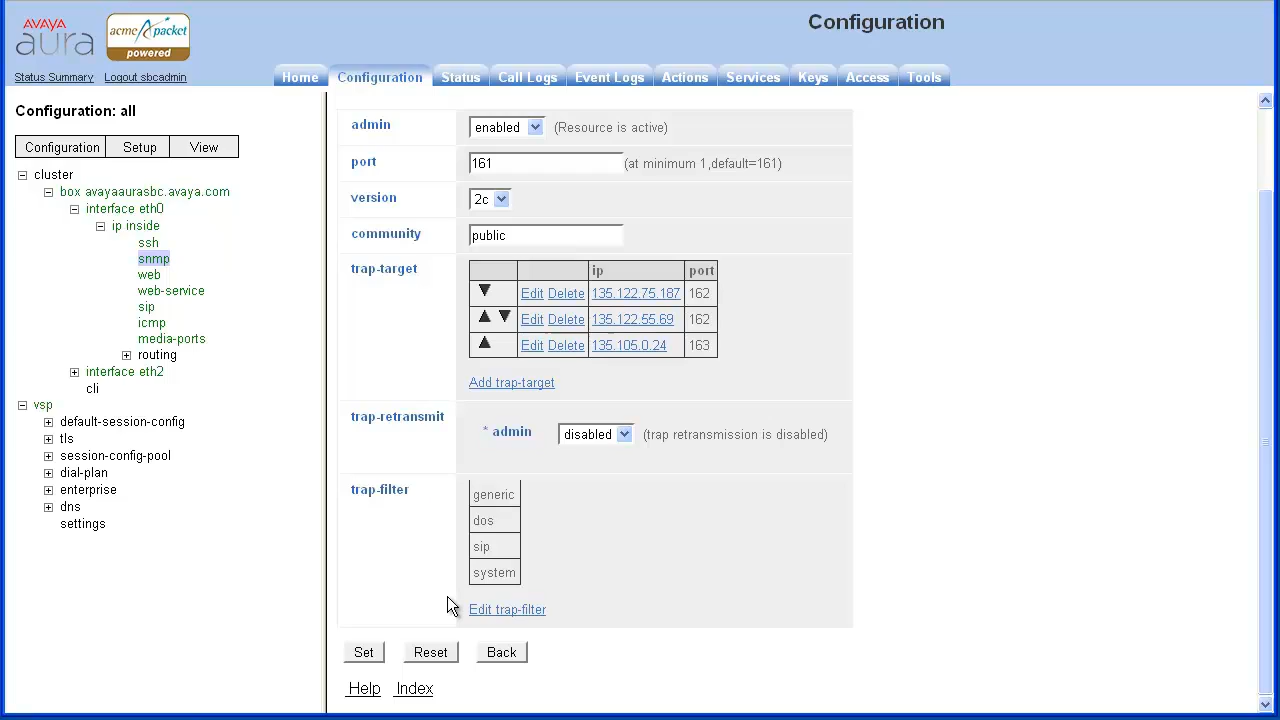 AVAYA
aura
acme Packet
powered
Configuration
Status Summary Logout sbcadmin
Home Configuration Status Call Logs Event Logs Actions Services Keys Access Tools
Configuration: all
Configuration Setup View
cluster
box avayaaurasbc.avaya.com
interface eth0
ip inside
ssh
snmp
web
web-service
sip
icmp
media-ports
routing
interface eth2
cli
vsp
default-session-config
tls
session-config-pool
dial-plan
enterprise
dns
settings
admin enabled (Resource is active)
port 161 (at minimum 1,default=161)
version 2c
community public
trap-target
ip port
Edit Delete 135.122.75.187 162
Edit Delete 135.122.55.69 162
Edit Delete 135.105.0.24 163
Add trap-target
trap-retransmit
* admin disabled (trap retransmission is disabled)
trap-filter
generic
dos
sip
system
Edit trap-filter
Set Reset Back
Help Index